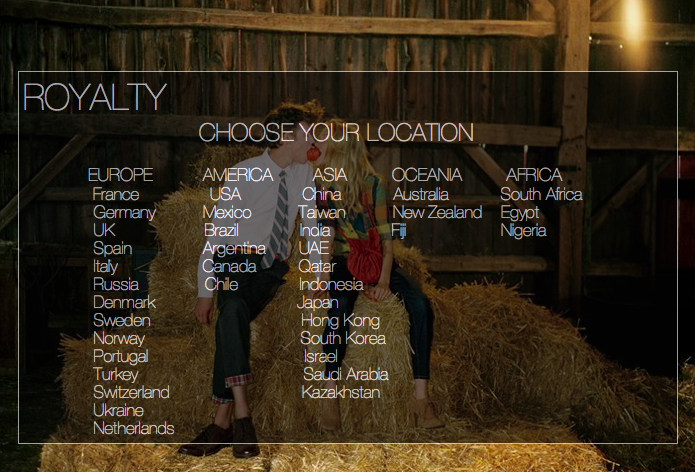 ROYALTY
CHOOSE YOUR LOCATION
EUROPE
France
Germany
UK
Spain
Italy
Russia
Denmark
Sweden
Norway
Portugal
Turkey
Switzerland
Ukraine
Netherlands
AMERICA
USA
Mexico
Brazil
Argentina
Canada
Chile
ASIA
China
Taiwan
India
UAE
Qatar
Indonesia
Japan
Hong Kong
South Korea
Israel
Saudi Arabia
Kazakhstan
OCEANIA
Australia
New Zealand
Fiji
AFRICA
South Africa
Egypt
Nigeria